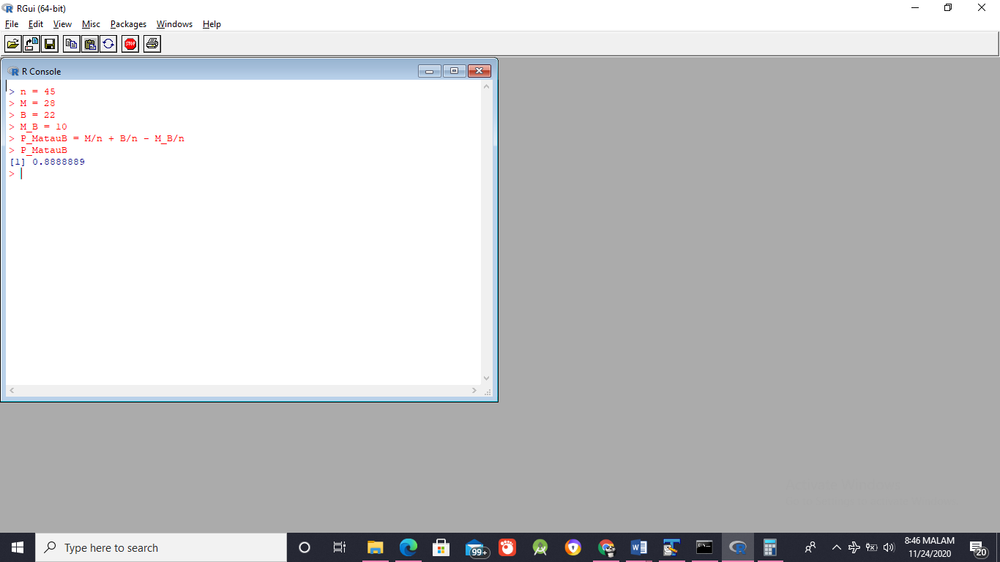 RGui (64-bit)
File Edit View Misc Packages Windows Help
STOP
R Console
> n = 45
> M = 28
> B = 22
> M_B = 10
> P_MatauB = M/n + B/n - M_B/n
> P_MatauB
[1] 0.8888889
>
Type here to search
99+
8:46 MALAM
11/24/2020
20